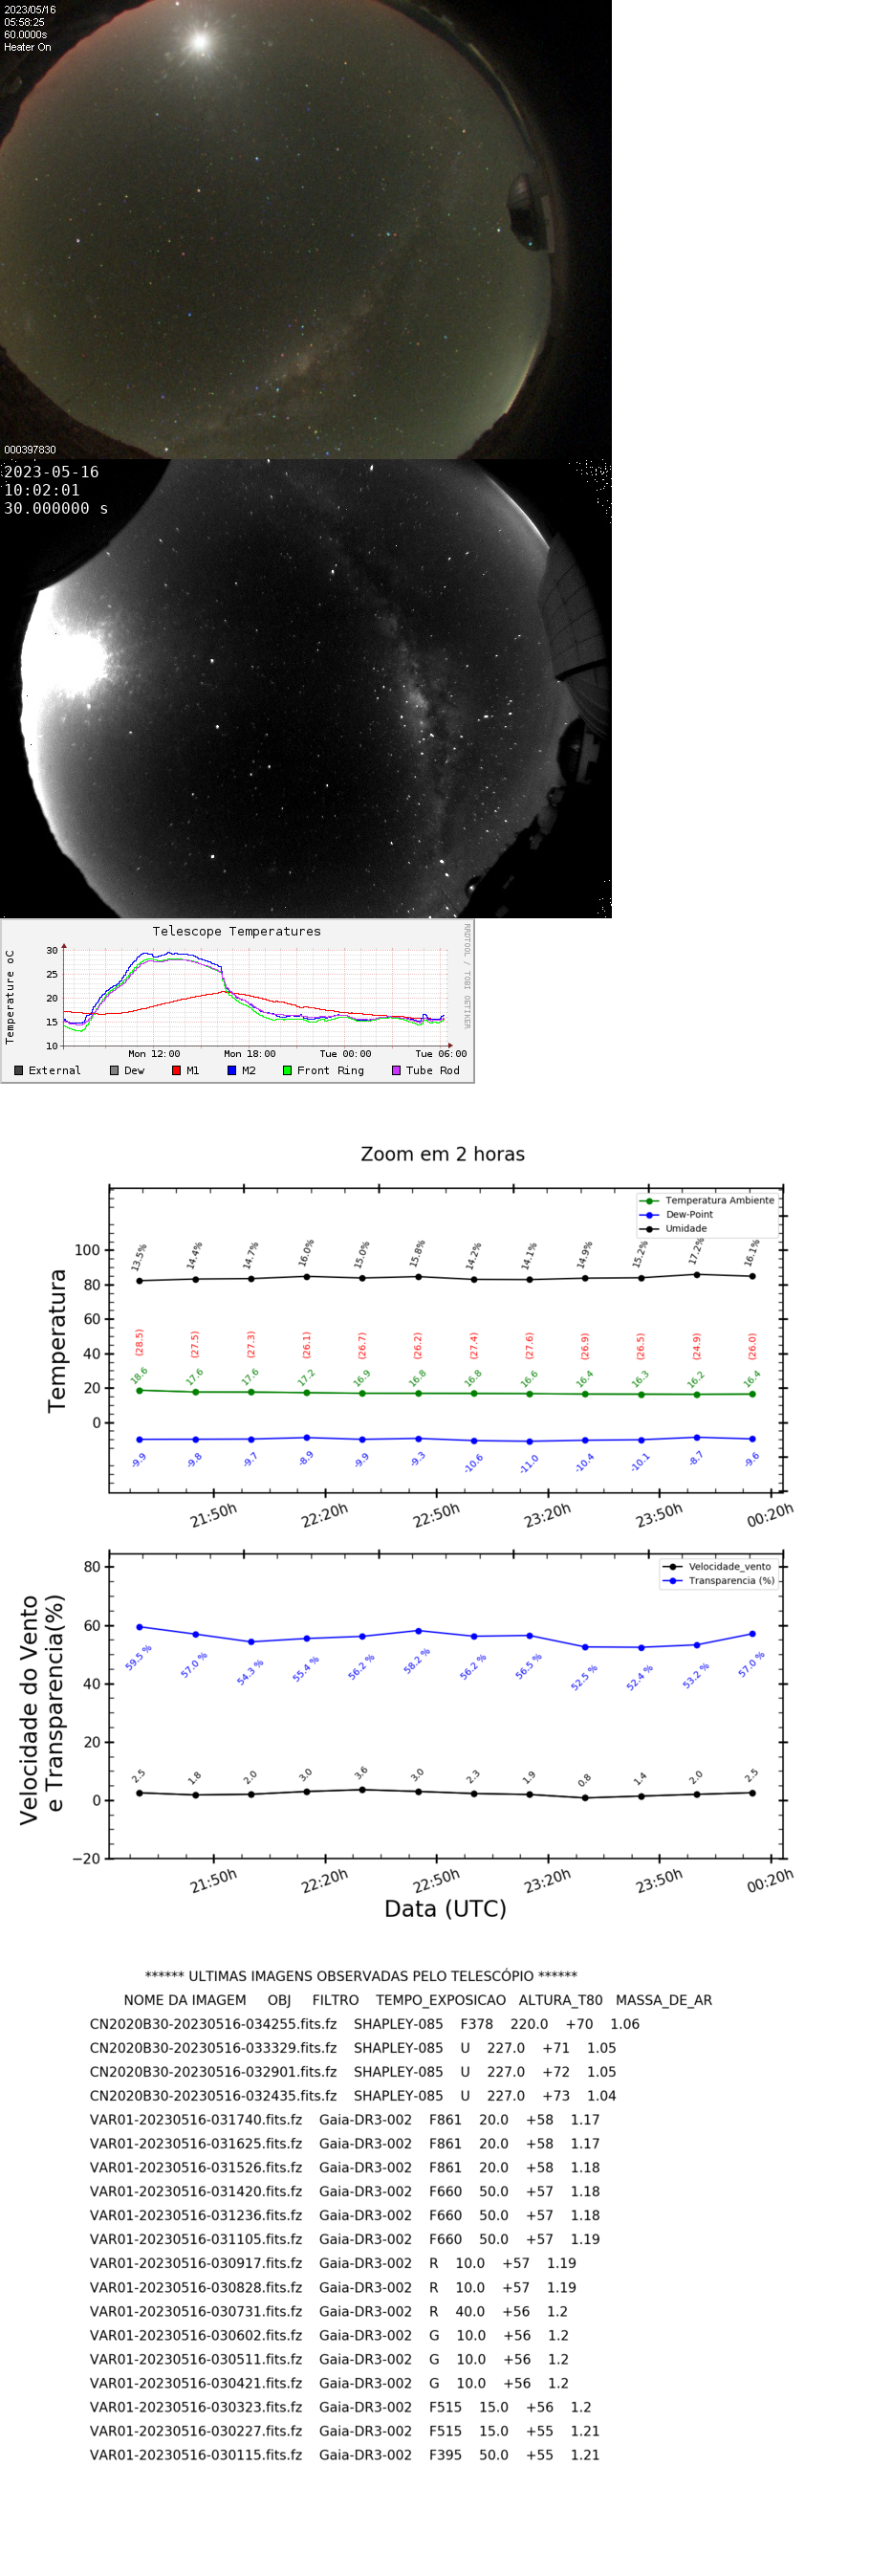 2023/05/16
05:58:25
60.0000s
Heater On
000397830
2023-05-16
10:02:01
30.000000 s
Telescope Temperatures
RRDTOOL / TOBI OETIKER
Temperature oC
30
25
20
15
10
Mon 12:00 Mon 18:00 Tue 00:00 Tue 06:00
External Dew M1 M2 Front Ring Tube Rod
Zoom em 2 horas
Temperatura Ambiente
Dew-Point
Umidade
Temperatura
100
80
60
40
20
0
13.5% 14.4% 14.7% 16.0% 15.0% 15.8% 14.2% 14.1% 14.9% 15.2% 17.2% 16.1%
(28.5) (27.5) (27.3) (26.1) (26.7) (26.2) (27.4) (27.6) (26.9) (26.5) (24.9) (26.0)
18.6 17.6 17.6 17.2 16.9 16.8 16.8 16.6 16.4 16.3 16.2 16.4
-9.9 -9.8 -9.7 -8.9 -9.9 -9.3 -10.6 -11.0 -10.4 -10.1 -8.7 -9.6
21:50h 22:20h 22:50h 23:20h 23:50h 00:20h
Velocidade_vento
Transparencia (%)
Velocidade do Vento
e Transparencia(%)
80
60
40
20
0
−20
59.5 % 57.0 % 54.3 % 55.4 % 56.2 % 58.2 % 56.2 % 56.5 % 52.5 % 52.4 % 53.2 % 57.0 %
2.5 1.8 2.0 3.0 3.6 3.0 2.3 1.9 0.8 1.4 2.0 2.5
21:50h 22:20h 22:50h 23:20h 23:50h 00:20h
Data (UTC)
****** ULTIMAS IMAGENS OBSERVADAS PELO TELESCÓPIO ******
NOME DA IMAGEM OBJ FILTRO TEMPO_EXPOSICAO ALTURA_T80 MASSA_DE_AR
CN2020B30-20230516-034255.fits.fz SHAPLEY-085 F378 220.0 +70 1.06
CN2020B30-20230516-033329.fits.fz SHAPLEY-085 U 227.0 +71 1.05
CN2020B30-20230516-032901.fits.fz SHAPLEY-085 U 227.0 +72 1.05
CN2020B30-20230516-032435.fits.fz SHAPLEY-085 U 227.0 +73 1.04
VAR01-20230516-031740.fits.fz Gaia-DR3-002 F861 20.0 +58 1.17
VAR01-20230516-031625.fits.fz Gaia-DR3-002 F861 20.0 +58 1.17
VAR01-20230516-031526.fits.fz Gaia-DR3-002 F861 20.0 +58 1.18
VAR01-20230516-031420.fits.fz Gaia-DR3-002 F660 50.0 +57 1.18
VAR01-20230516-031236.fits.fz Gaia-DR3-002 F660 50.0 +57 1.18
VAR01-20230516-031105.fits.fz Gaia-DR3-002 F660 50.0 +57 1.19
VAR01-20230516-030917.fits.fz Gaia-DR3-002 R 10.0 +57 1.19
VAR01-20230516-030828.fits.fz Gaia-DR3-002 R 10.0 +57 1.19
VAR01-20230516-030731.fits.fz Gaia-DR3-002 R 40.0 +56 1.2
VAR01-20230516-030602.fits.fz Gaia-DR3-002 G 10.0 +56 1.2
VAR01-20230516-030511.fits.fz Gaia-DR3-002 G 10.0 +56 1.2
VAR01-20230516-030421.fits.fz Gaia-DR3-002 G 10.0 +56 1.2
VAR01-20230516-030323.fits.fz Gaia-DR3-002 F515 15.0 +56 1.2
VAR01-20230516-030227.fits.fz Gaia-DR3-002 F515 15.0 +55 1.21
VAR01-20230516-030115.fits.fz Gaia-DR3-002 F395 50.0 +55 1.21